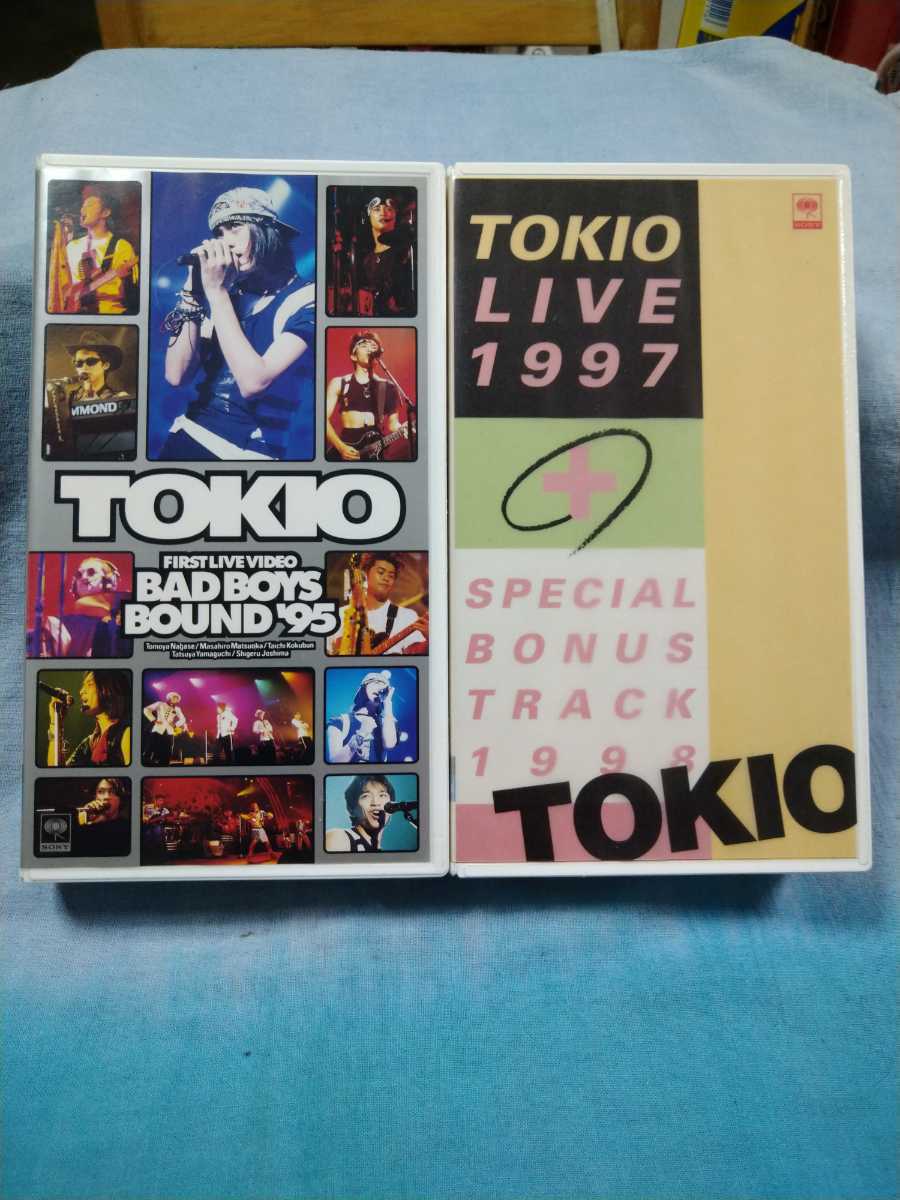 MMOND
TOKIO
FIRST LIVE VIDEO
BAD BOYS
BOUND '95
Tomoya Nagase / Masahiro Matsuoka / Taichi Kokubun
Tatsuya Yamaguchi / Shigeru Joshima
SONY
TOKIO
LIVE
1997
SONY
SPECIAL
BONUS
TRACK
1998
TOKIO